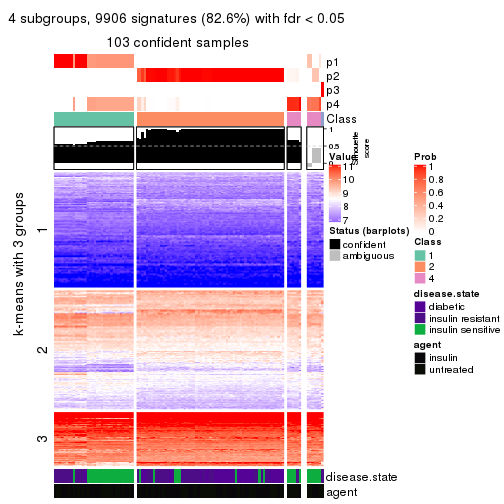 4 subgroups, 9906 signatures (82.6%) with fdr < 0.05
103 confident samples
p1
p2
p3
p4
Class
1
0.5
0
Silhouette
score
k-means with 3 groups
1
2
3
disease.state
agent
Value
11
10
9
8
7
Status (barplots)
confident
ambiguous
Prob
1
0.8
0.6
0.4
0.2
0
Class
1
2
4
disease.state
diabetic
insulin resistant
insulin sensitive
agent
insulin
untreated